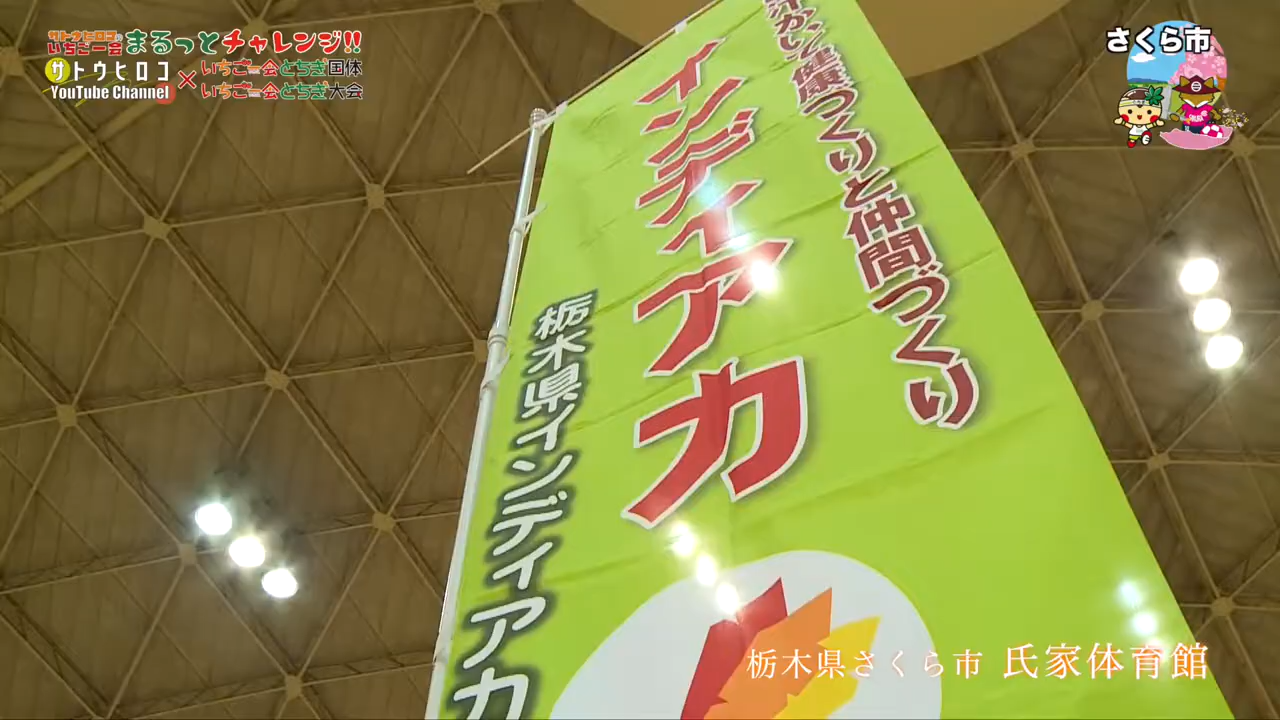 サトウヒロコの
いちご一会 まるっとチャレンジ!!
サトウヒロコ
YouTube Channel
×
いちご一会とちぎ国体
いちご一会とちぎ大会
さくら市
かいて健康づくりと仲間づくり
インディアカ
栃木県インディアカ
栃木県さくら市 氏家体育館